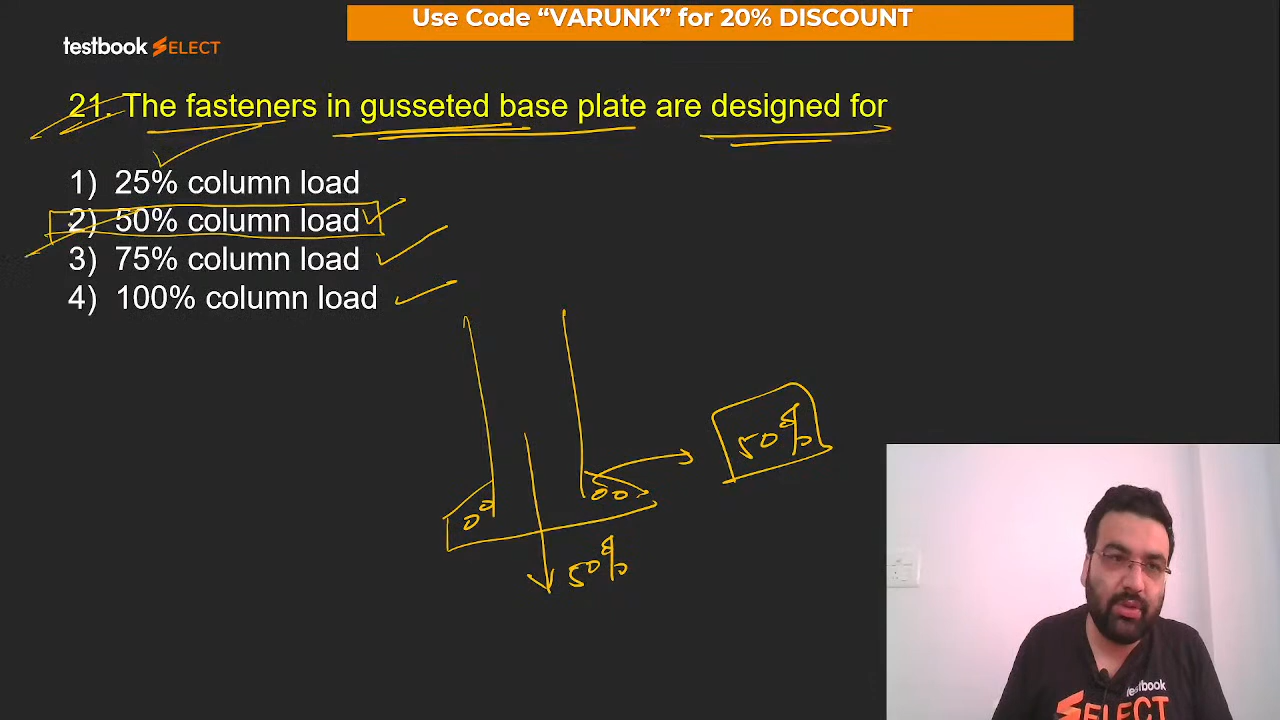 Use Code “VARUNK” for 20% DISCOUNT
testbook SELECT
21. The fasteners in gusseted base plate are designed for
1) 25% column load
2) 50% column load
3) 75% column load
4) 100% column load
50%
50%
testbook
SELECT